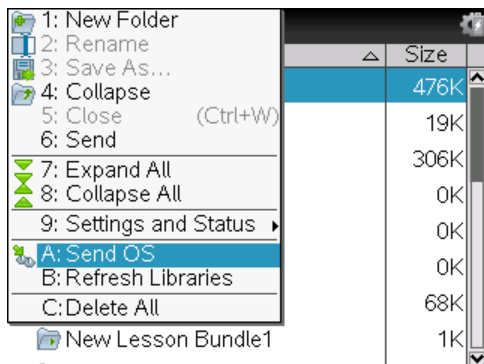 1: New Folder
2: Rename
3: Save As...
4: Collapse
5: Close (Ctrl+W)
6: Send
7: Expand All
8: Collapse All
9: Settings and Status
A: Send OS
B: Refresh Libraries
C: Delete All
New Lesson Bundle1
Size
476K
19K
306K
0K
0K
0K
68K
1K